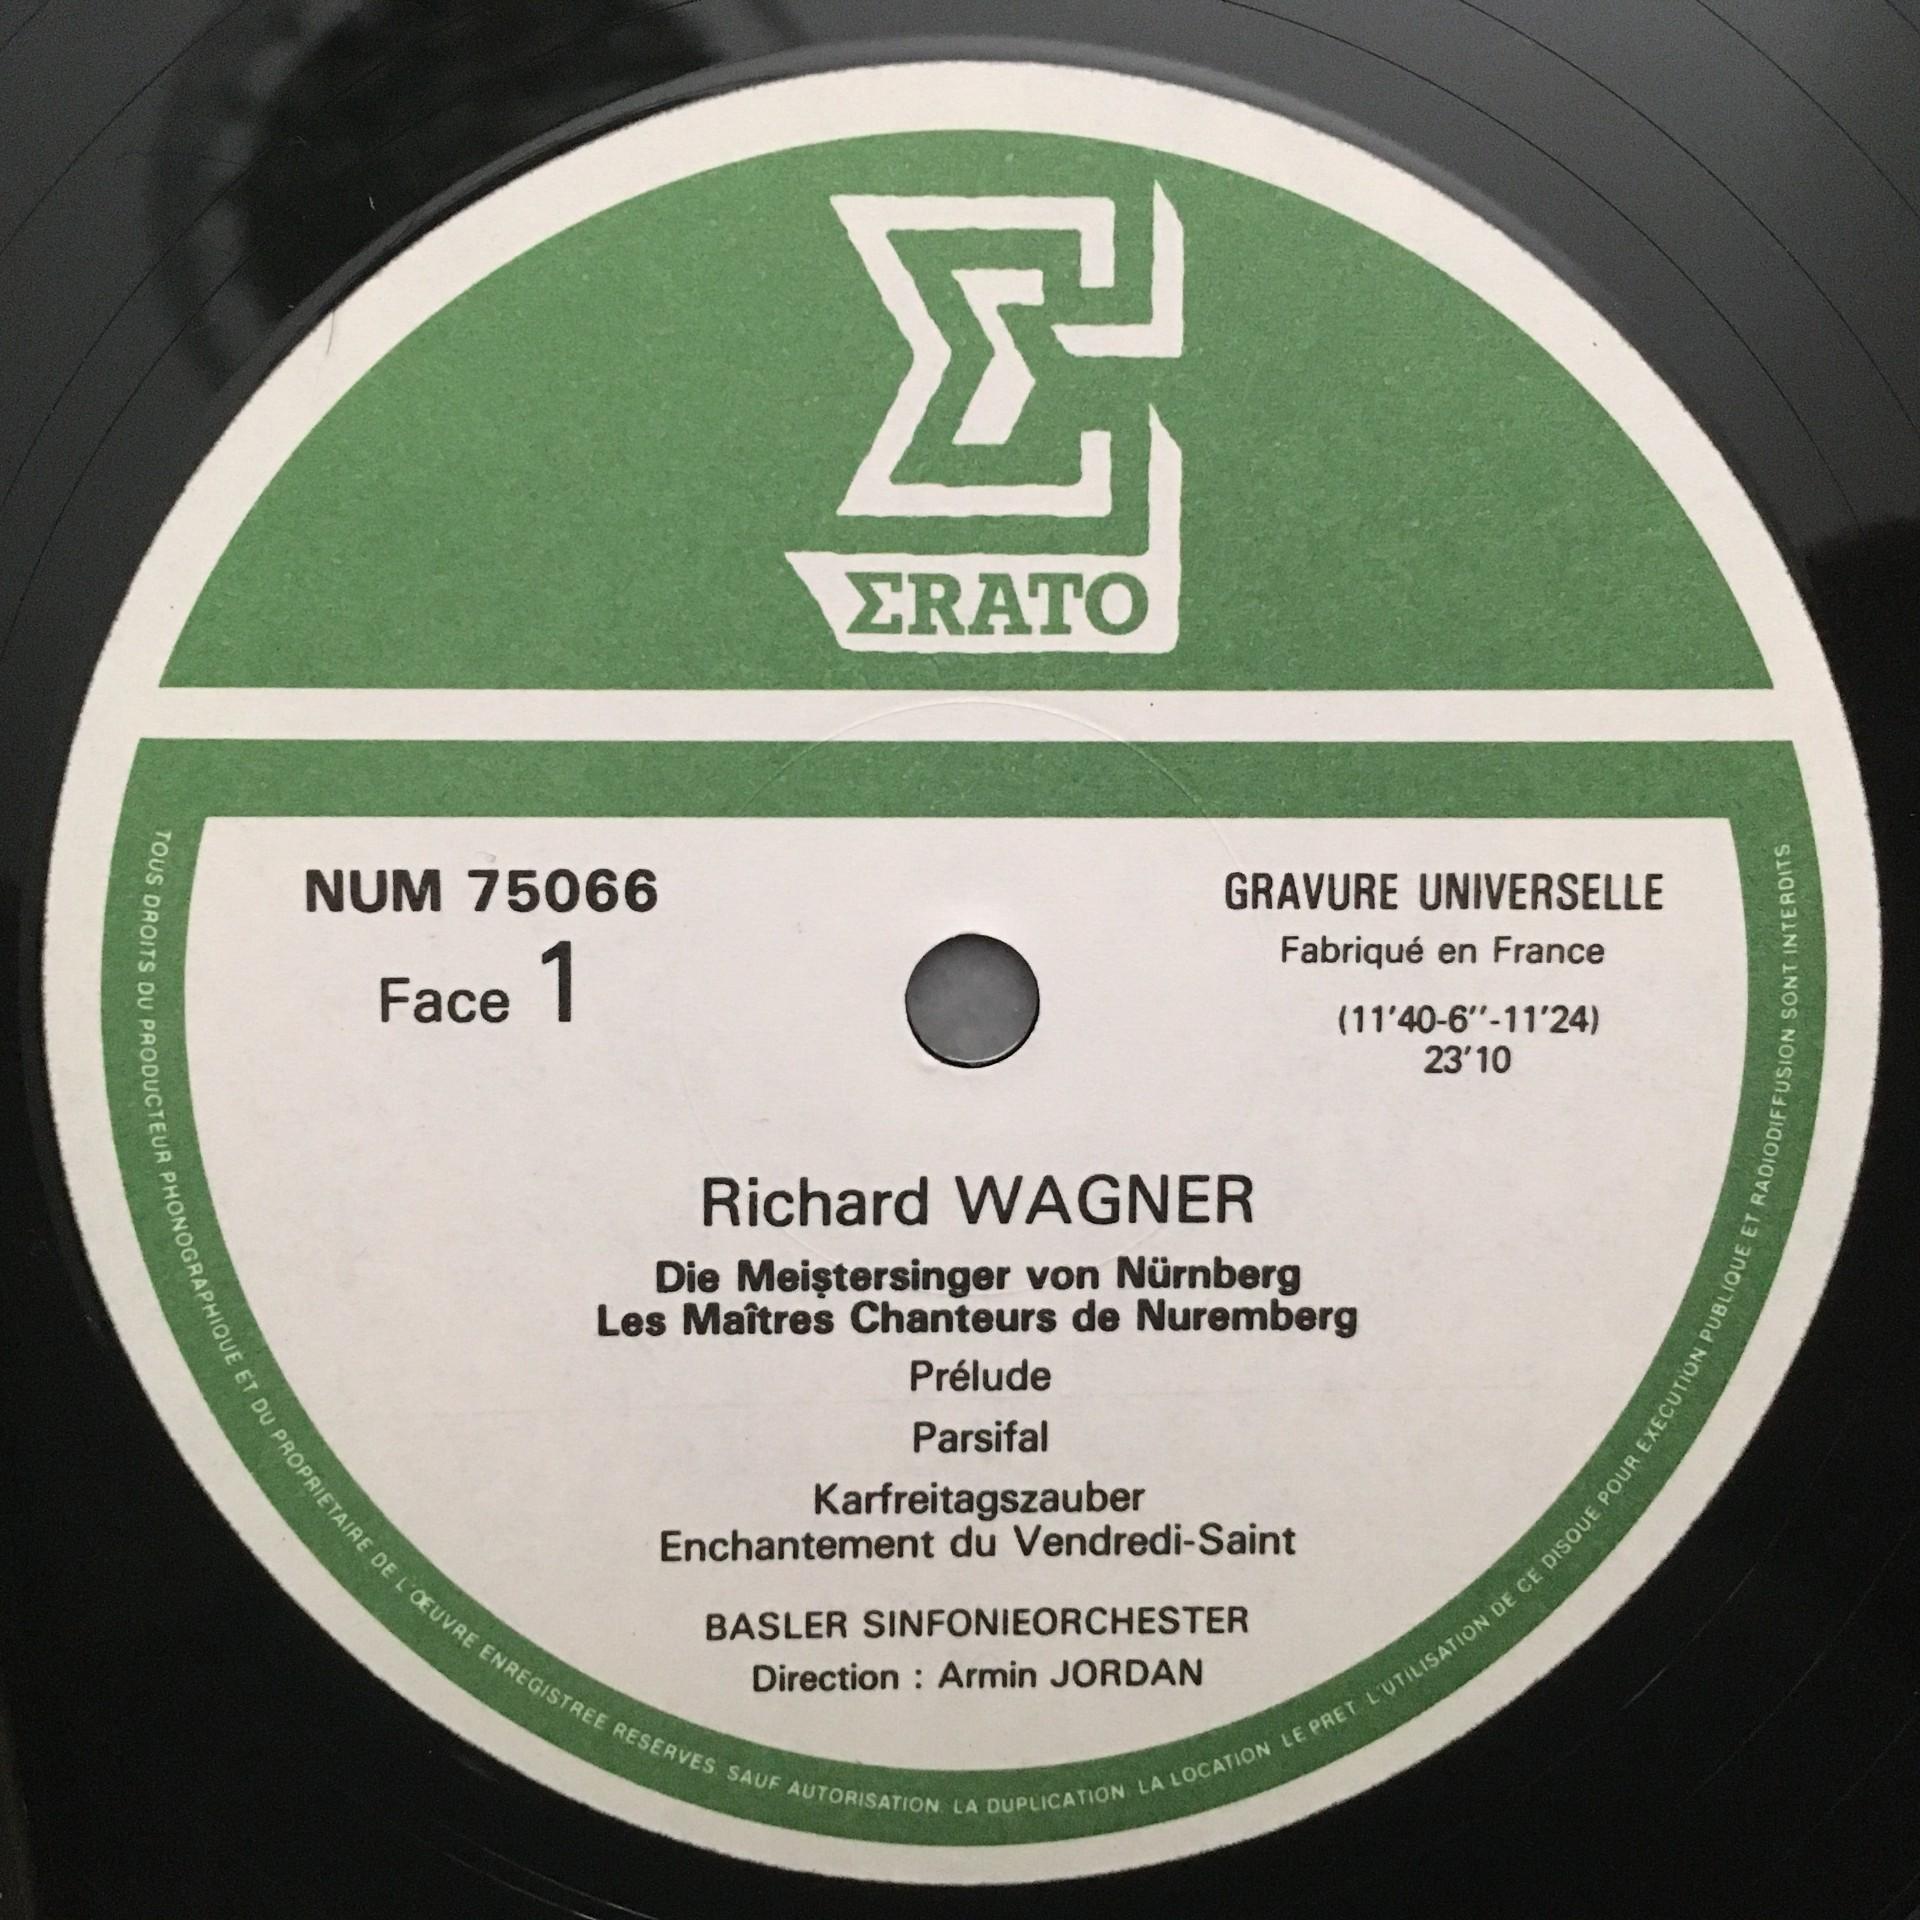 ΣRATO
NUM 75066
Face 1
GRAVURE UNIVERSELLE
Fabriqué en France
(11'40-6''-11'24)
23'10
Richard WAGNER
Die Meistersinger von Nürnberg
Les Maîtres Chanteurs de Nuremberg
Prélude
Parsifal
Karfreitagszauber
Enchantement du Vendredi-Saint
BASLER SINFONIEORCHESTER
Direction : Armin JORDAN
TOUS DROITS DU PRODUCTEUR PHONOGRAPHIQUE ET DU PROPRIETAIRE DE L'ŒUVRE ENREGISTREE RESERVES. SAUF AUTORISATION. LA DUPLICATION. LA LOCATION. LE PRET. L'UTILISATION DE CE DISQUE POUR EXECUTION PUBLIQUE ET RADIODIFFUSION SONT INTERDITS